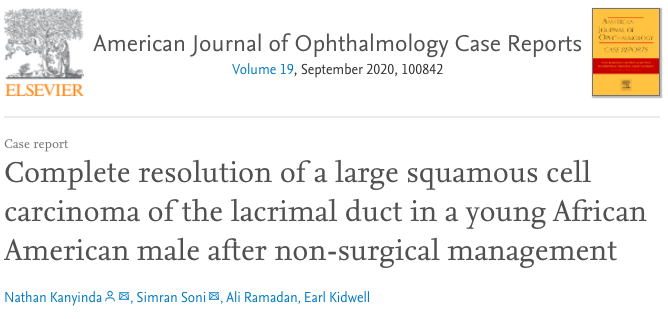 American Journal of Ophthalmology Case Reports
Volume 19, September 2020, 100842
ELSEVIER
AMERICAN
JOURNAL OF
OPHTHALMOLOGY
CASE REPORTS
Case report
Complete resolution of a large squamous cell
carcinoma of the lacrimal duct in a young African
American male after non-surgical management
Nathan Kanyinda, Simran Soni, Ali Ramadan, Earl Kidwell